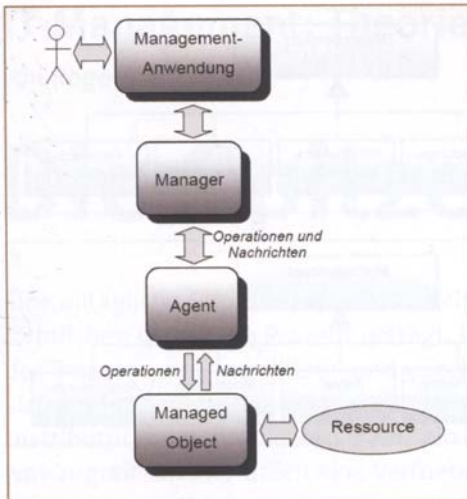 Management-
Anwendung
Manager
Operationen und
Nachrichten
Agent
Operationen
Nachrichten
Managed
Object
Ressource